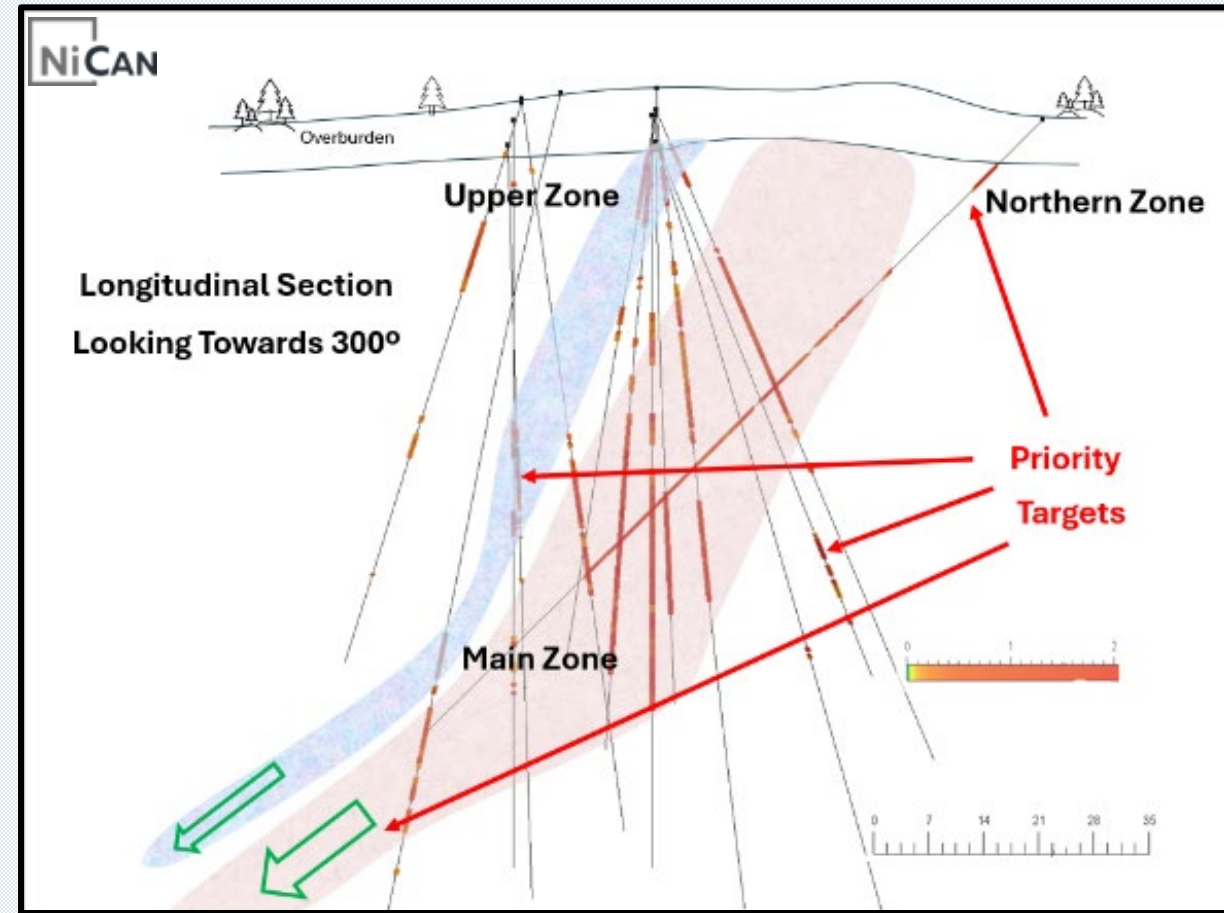 NiCAN
Overburden
Upper Zone
Northern Zone
Longitudinal Section
Looking Towards 300º
Priority
Targets
Main Zone
0 1 2
0 7 14 21 28 35